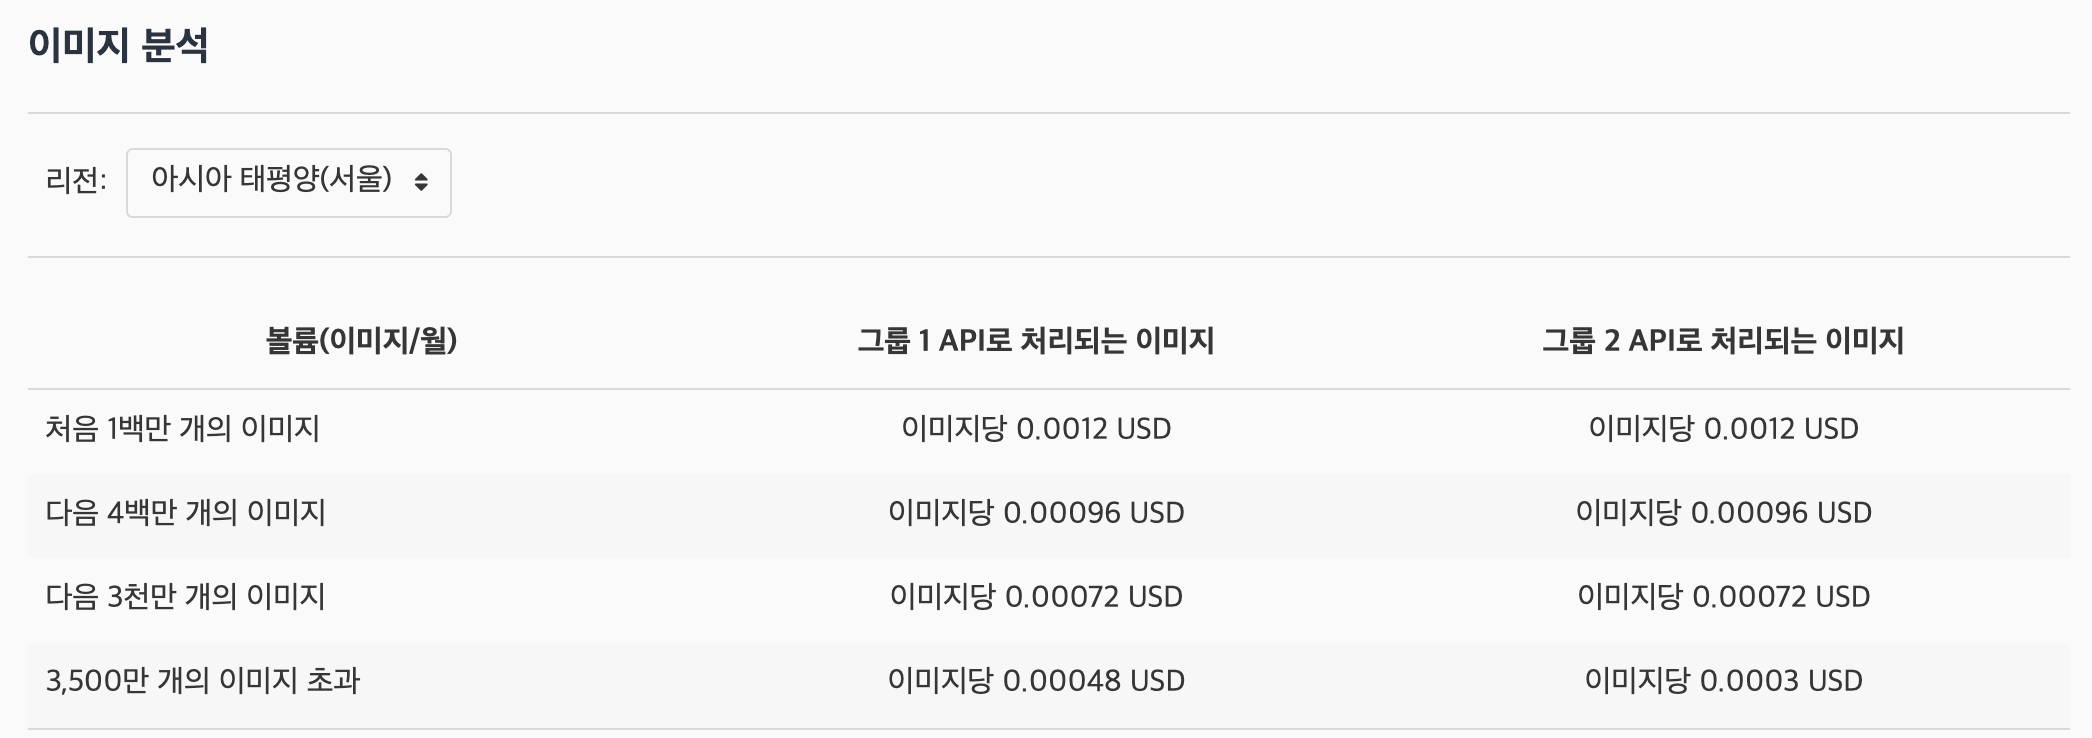 이미지 분석
리전: 아시아 태평양(서울)
볼륨(이미지/월) 그룹 1 API로 처리되는 이미지 그룹 2 API로 처리되는 이미지
처음 1백만 개의 이미지 이미지당 0.0012 USD 이미지당 0.0012 USD
다음 4백만 개의 이미지 이미지당 0.00096 USD 이미지당 0.00096 USD
다음 3천만 개의 이미지 이미지당 0.00072 USD 이미지당 0.00072 USD
3,500만 개의 이미지 초과 이미지당 0.00048 USD 이미지당 0.0003 USD